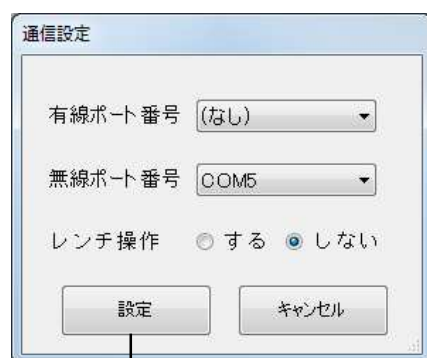 通信設定
有線ポート番号 (なし)
無線ポート番号 COM5
レンチ操作 する しない
設定 キャンセル